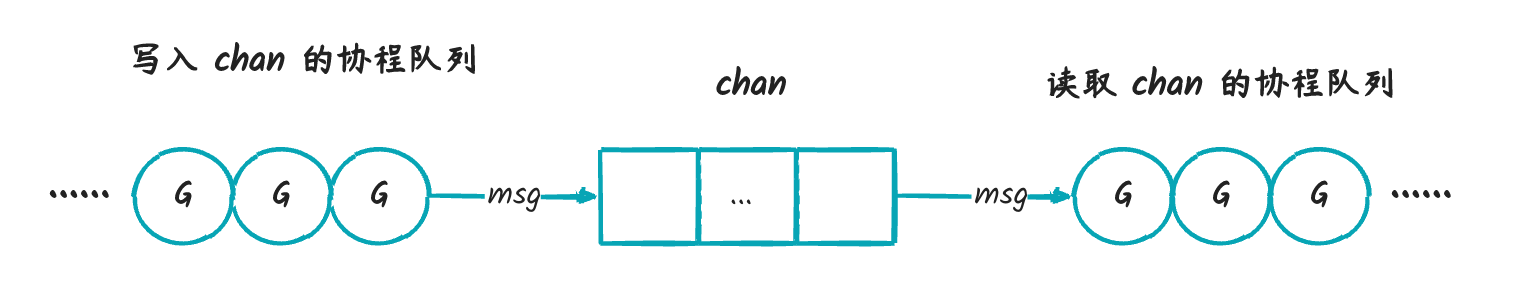 写入 chan 的协程队列
chan
读取 chan 的协程队列
...... G G G msg ... msg G G G ......